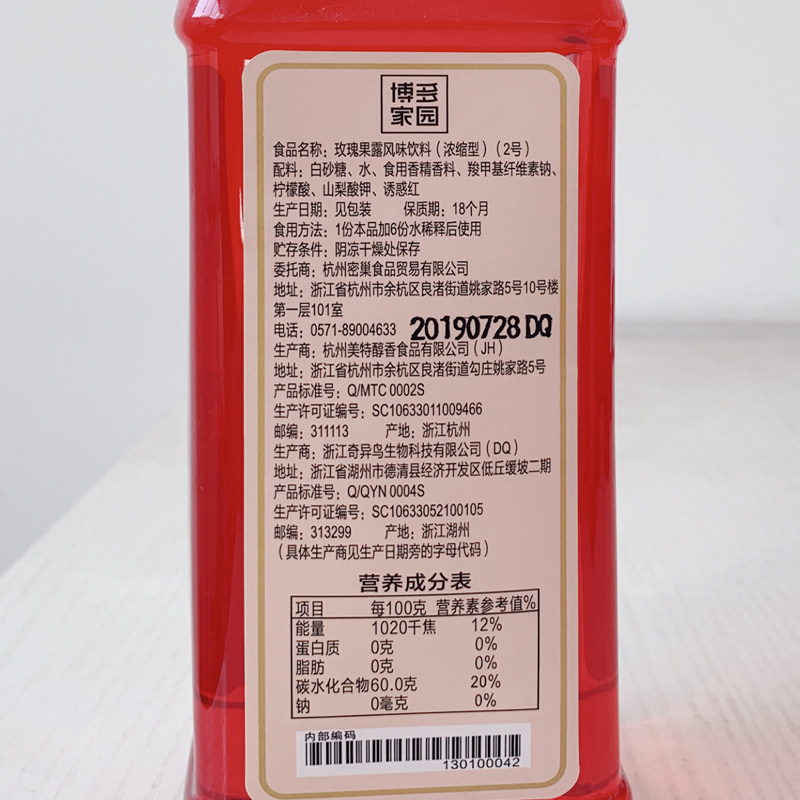 博多
家园
食品名称：玫瑰果露风味饮料（浓缩型）（2号）
配料：白砂糖、水、食用香精香料、羧甲基纤维素钠、
柠檬酸、山梨酸钾、诱惑红
生产日期：见包装 保质期：18个月
食用方法：1份本品加6份水稀释后使用
贮存条件：阴凉干燥处保存
委托商：杭州密巢食品贸易有限公司
地址：浙江省杭州市余杭区良渚街道姚家路5号10号楼
第一层101室
电话：0571-89004633 20190728 DQ
生产商：杭州美特醇香食品有限公司（JH）
地址：浙江省杭州市余杭区良渚街道勾庄姚家路5号
产品标准号：Q/MTC 0002S
生产许可证编号：SC10633011009466
邮编：311113 产地：浙江杭州
生产商：浙江奇异鸟生物科技有限公司（DQ）
地址：浙江省湖州市德清县经济开发区低丘缓坡二期
产品标准号：Q/QYN 0004S
生产许可证编号：SC10633052100105
邮编：313299 产地：浙江湖州
（具体生产商见生产日期旁的字母代码）
营养成分表
项目 每100克 营养素参考值%
能量 1020千焦 12%
蛋白质 0克 0%
脂肪 0克 0%
碳水化合物 60.0克 20%
钠 0毫克 0%
内部编码
130100042